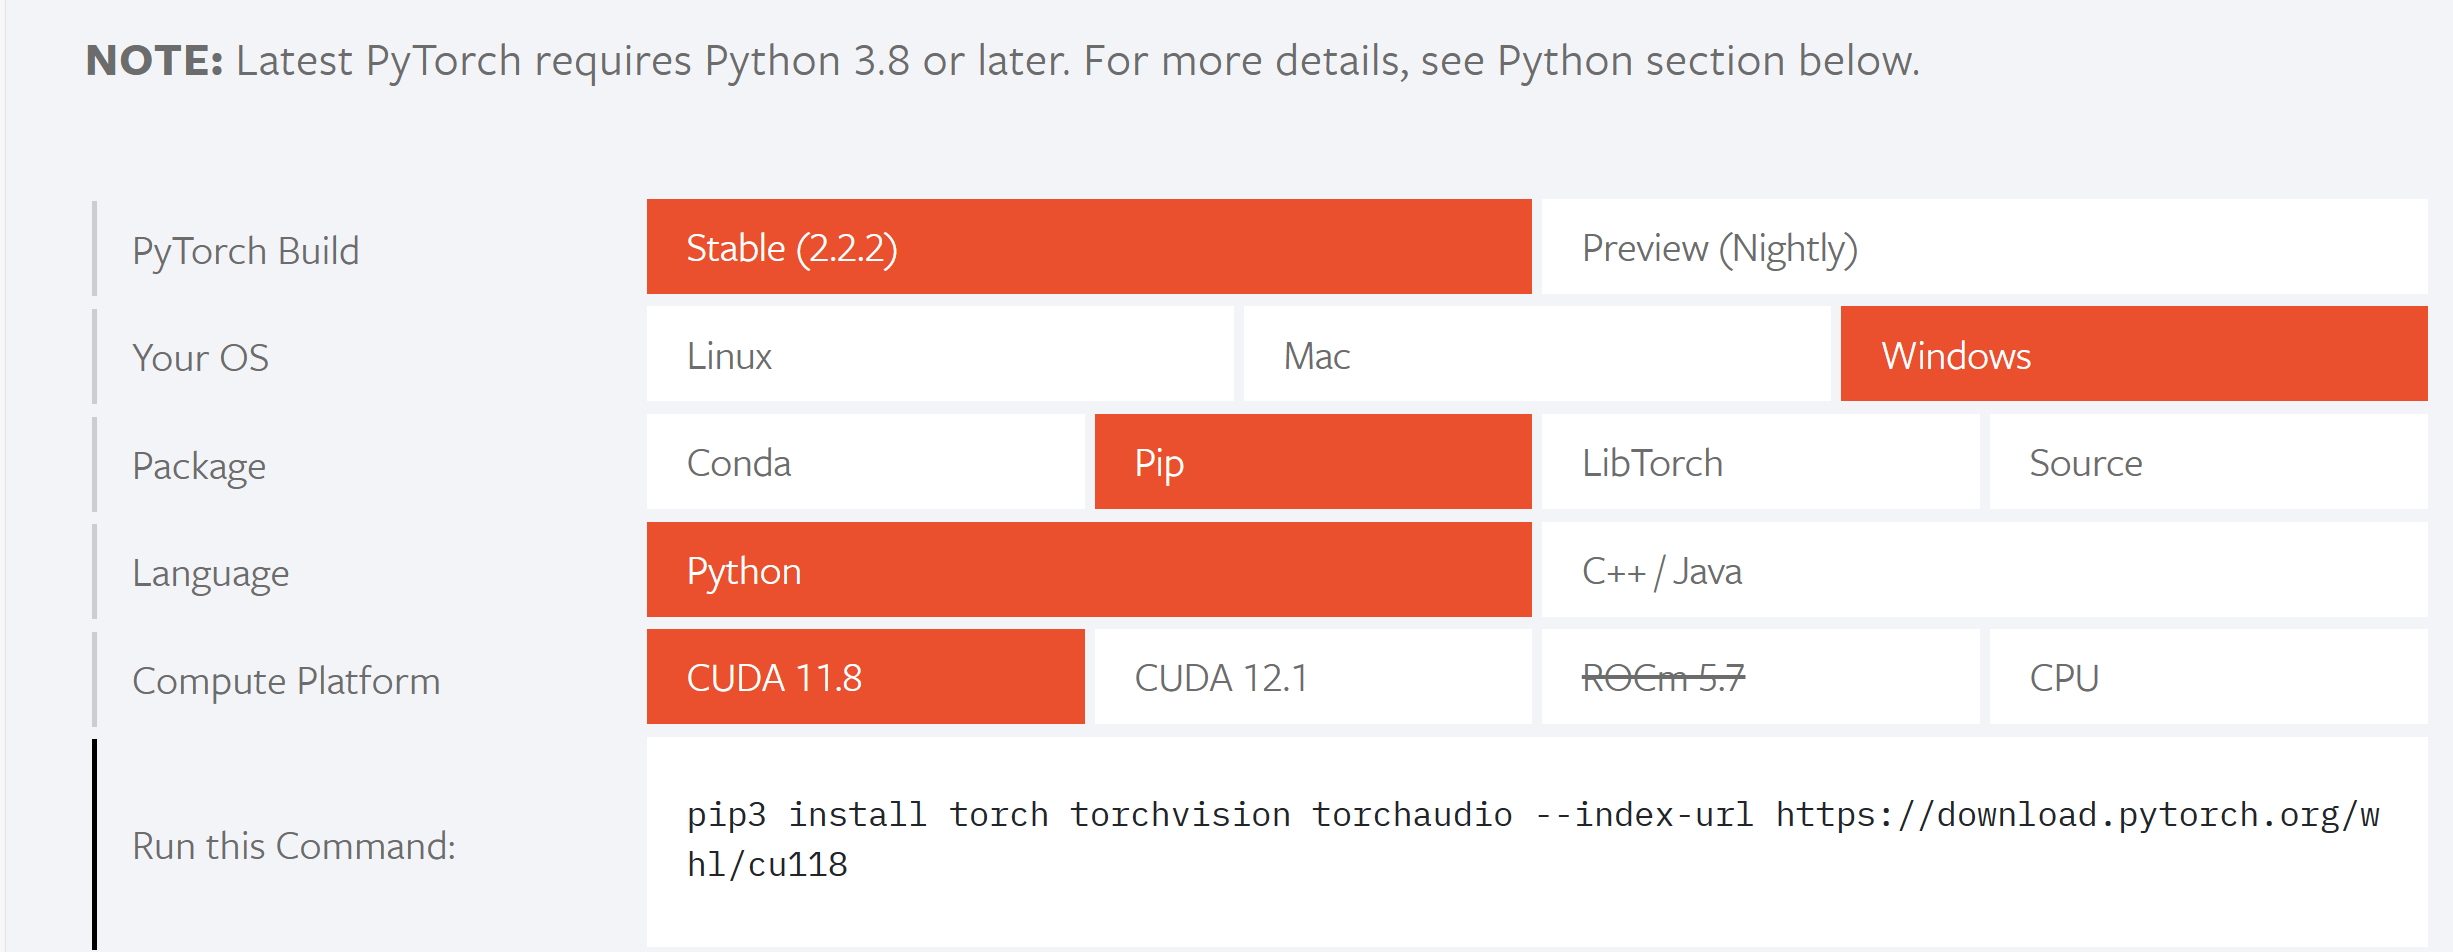 NOTE: Latest PyTorch requires Python 3.8 or later. For more details, see Python section below.
PyTorch Build
Stable (2.2.2)
Preview (Nightly)
Your OS
Linux
Mac
Windows
Package
Conda
Pip
LibTorch
Source
Language
Python
C++ / Java
Compute Platform
CUDA 11.8
CUDA 12.1
ROCm 5.7
CPU
Run this Command:
pip3 install torch torchvision torchaudio --index-url https://download.pytorch.org/w
hl/cu118